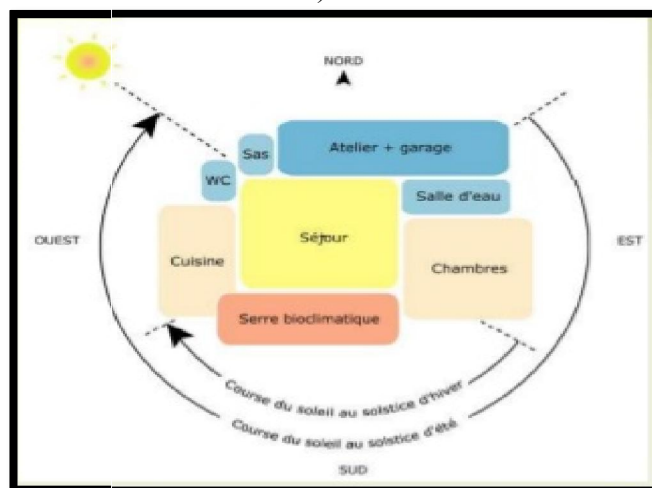 NORD
Atelier + garage
Sas
WC
Salle d'eau
Séjour
OUEST
EST
Cuisine
Chambres
Serre bioclimatique
Course du soleil au solstice d'hiver
Course du soleil au solstice d'été
SUD